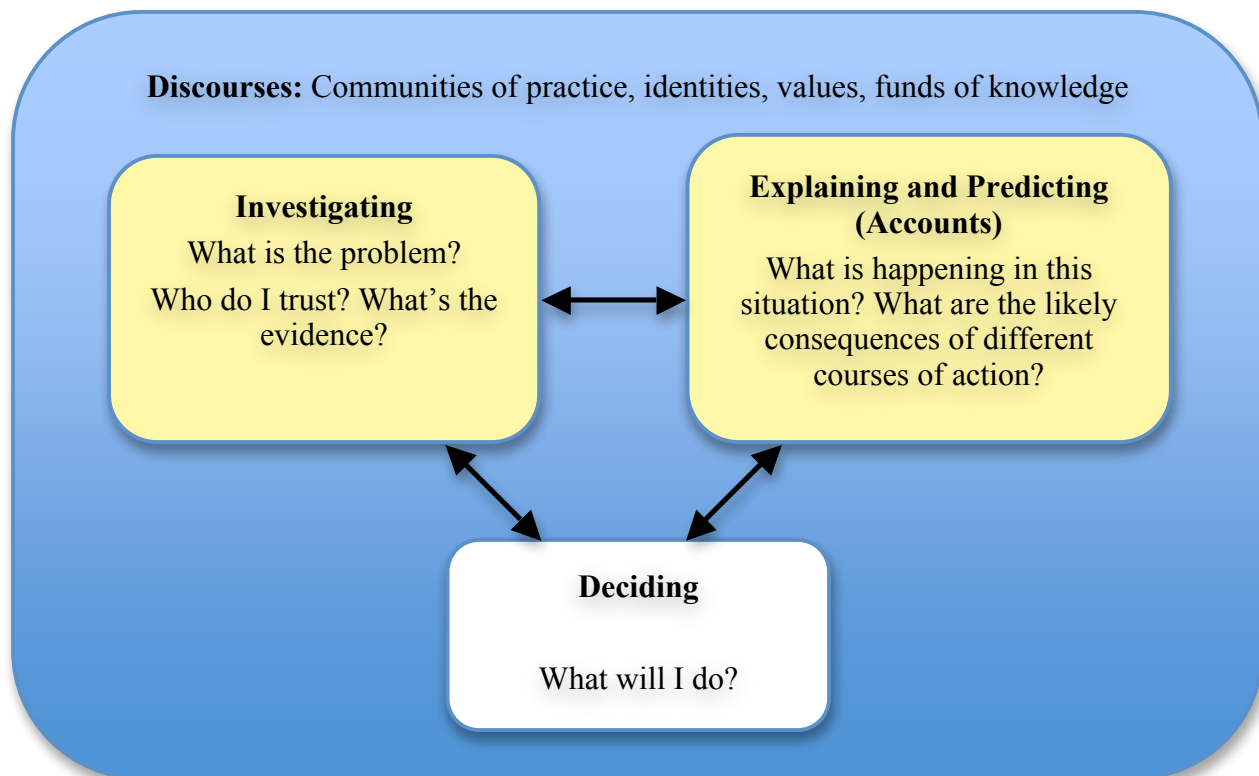 Discourses: Communities of practice, identities, values, funds of knowledge
Investigating
What is the problem?
Who do I trust? What’s the
evidence?
Explaining and Predicting
(Accounts)
What is happening in this
situation? What are the likely
consequences of different
courses of action?
Deciding
What will I do?